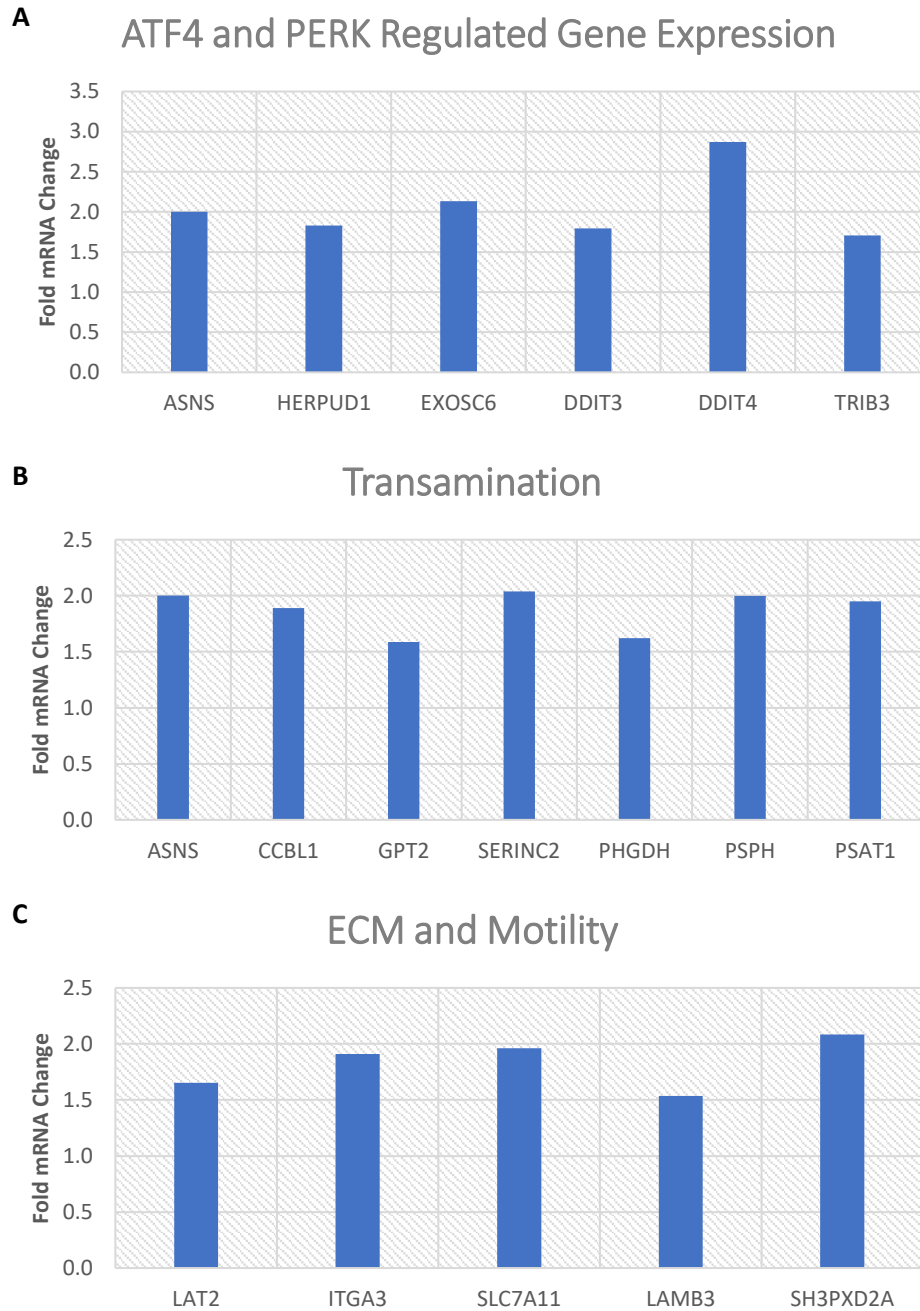 A
ATF4 and PERK Regulated Gene Expression
Fold mRNA Change
3.5
3.0
2.5
2.0
1.5
1.0
0.5
0.0
ASNS HERPUD1 EXOSC6 DDIT3 DDIT4 TRIB3
B
Transamination
Fold mRNA Change
2.5
2.0
1.5
1.0
0.5
0.0
ASNS CCBL1 GPT2 SERINC2 PHGDH PSPH PSAT1
C
ECM and Motility
Fold mRNA Change
2.5
2.0
1.5
1.0
0.5
0.0
LAT2 ITGA3 SLC7A11 LAMB3 SH3PXD2A